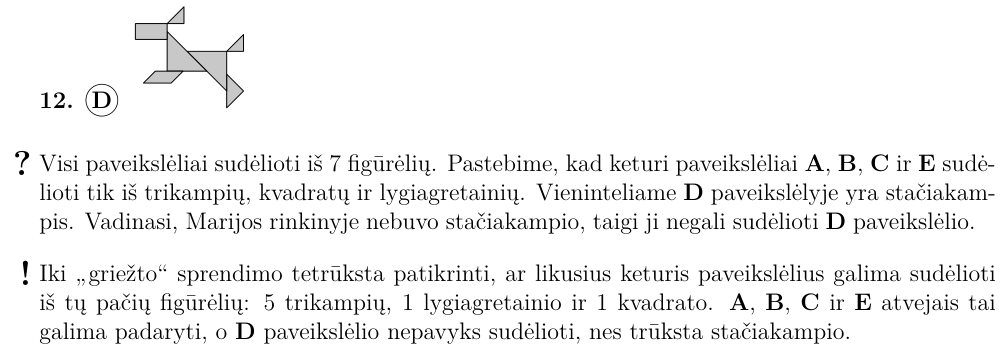 12. D
? Visi paveikslėliai sudėlioti iš 7 figūrėlių. Pastebime, kad keturi paveikslėliai A, B, C ir E sudė-
lioti tik iš trikampių, kvadratų ir lygiagretainių. Vieninteliame D paveikslėlyje yra stačiakam-
pis. Vadinasi, Marijos rinkinyje nebuvo stačiakampio, taigi ji negali sudėlioti D paveikslėlio.
! Iki „griežto“ sprendimo tetrūksta patikrinti, ar likusius keturis paveikslėlius galima sudėlioti
iš tų pačių figūrėlių: 5 trikampių, 1 lygiagretainio ir 1 kvadrato. A, B, C ir E atvejais tai
galima padaryti, o D paveikslėlio nepavyks sudėlioti, nes trūksta stačiakampio.